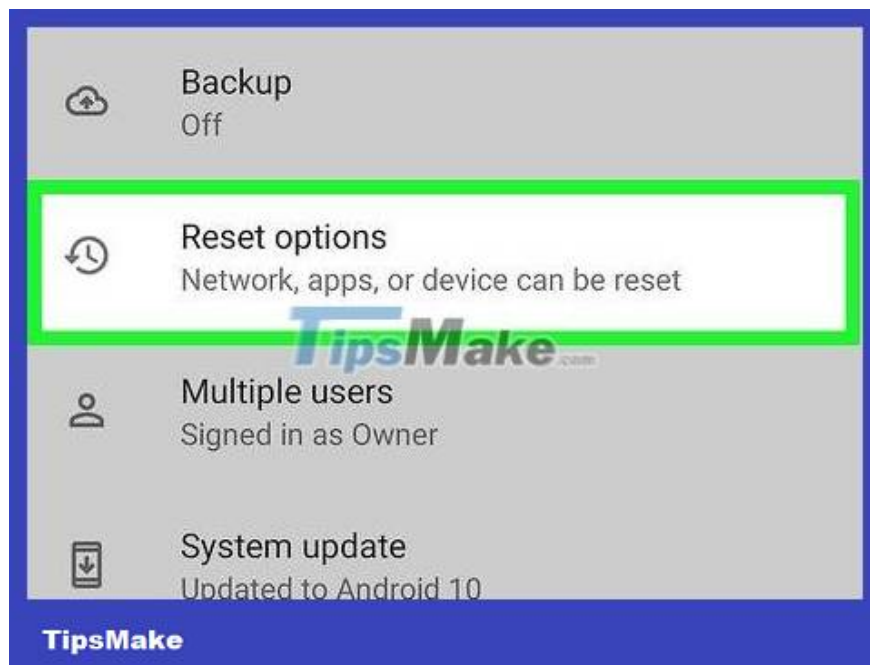 Backup
Off
Reset options
Network, apps, or device can be reset
TipsMake.com
Multiple users
Signed in as Owner
System update
Updated to Android 10
TipsMake